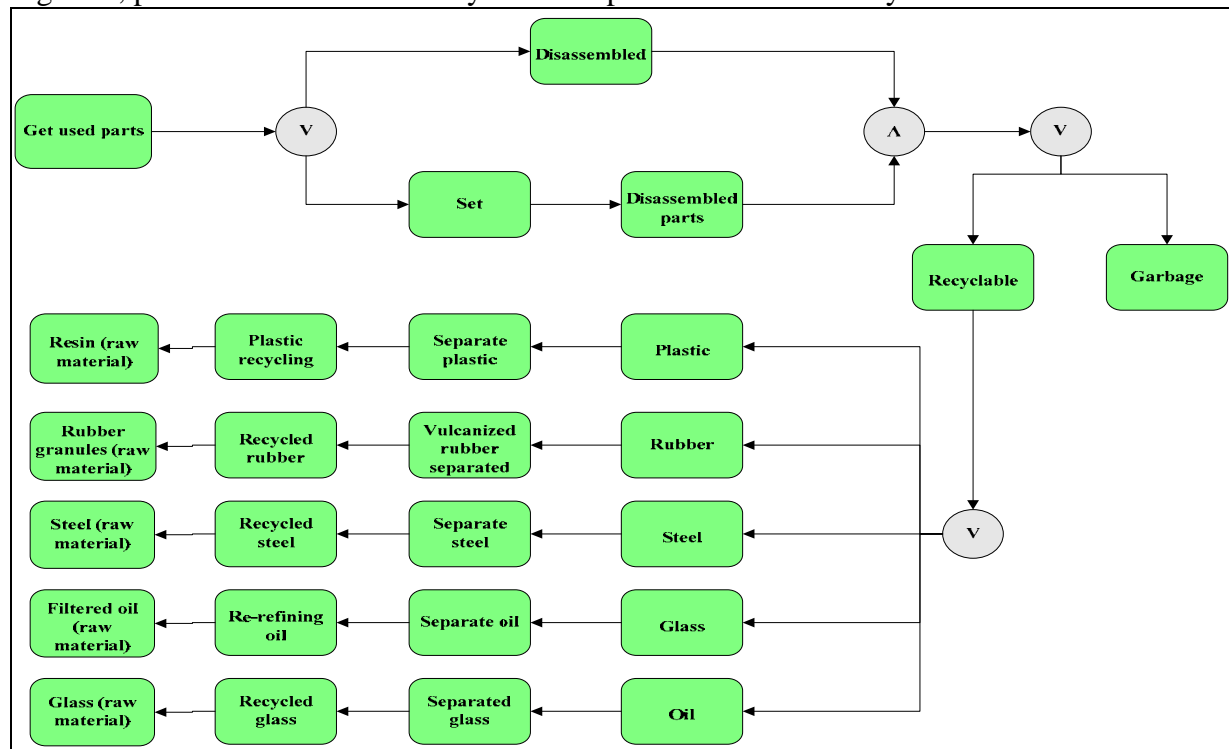 Disassembled
Get used parts
V
Λ
V
Set
Disassembled
parts
Recyclable
Garbage
Resin (raw
material)
Plastic
recycling
Separate
plastic
Plastic
Rubber
granules (raw
material)
Recycled
rubber
Vulcanized
rubber
separated
Rubber
Steel (raw
material)
Recycled
steel
Separate
steel
Steel
V
Filtered oil
(raw
material)
Re-refining
oil
Separate oil
Glass
Glass (raw
material)
Recycled
glass
Separated
glass
Oil